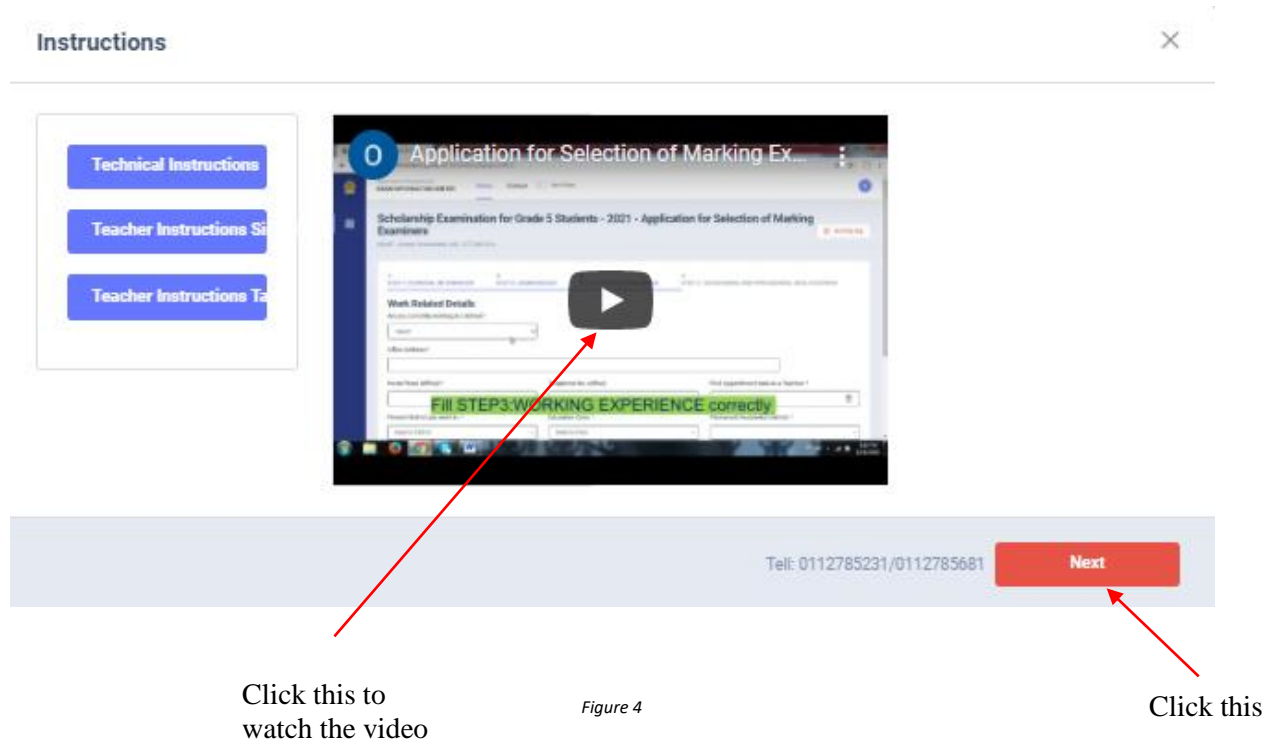 Instructions
Technical Instructions
Teacher Instructions Si
Teacher Instructions Ta
O Application for Selection of Marking Ex...
Scholarship Examination for Grade 5 Students - 2021 - Application for Selection of Marking
Examiners
Work Related Details
Fill STEP3:WORKING EXPERIENCE correctly
Tell: 0112785231/0112785681
Next
Click this to
watch the video
Figure 4
Click this